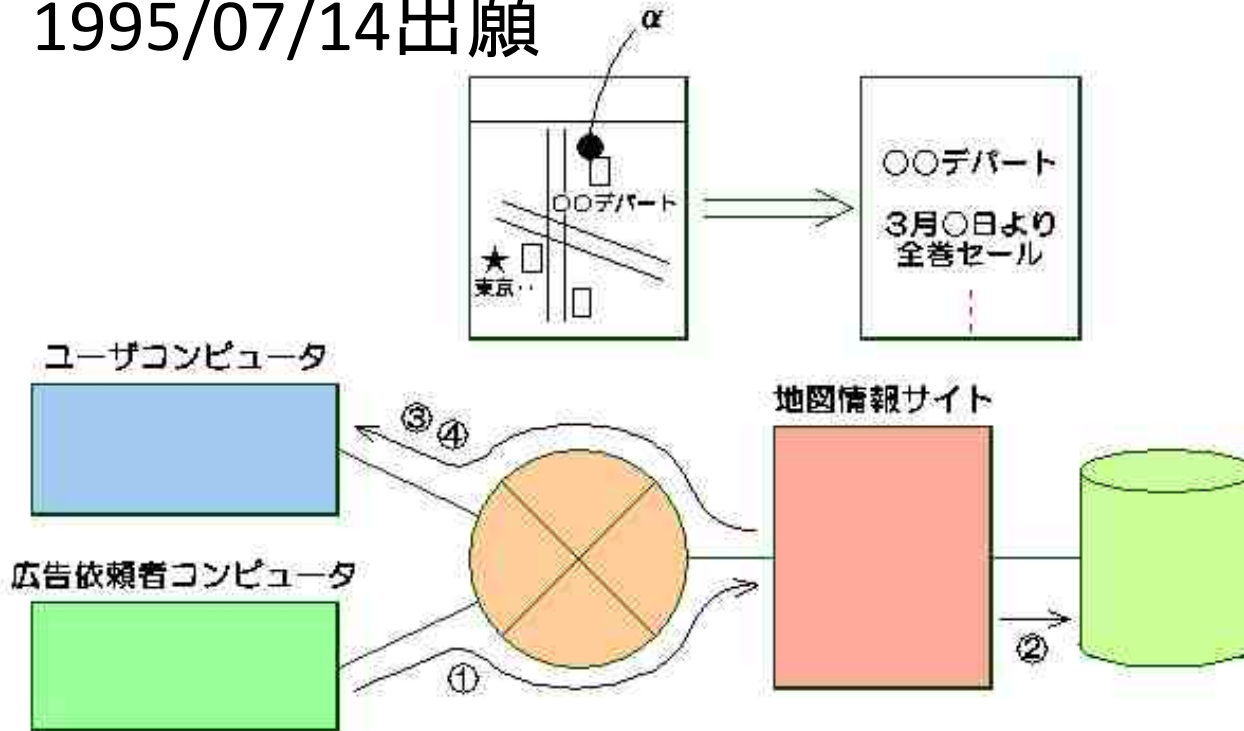 1995/07/14出願
α
○○デパート
★
東京‥
○○デパート
3月○日より
全巻セール
ユーザコンピュータ
地図情報サイト
③④
広告依頼者コンピュータ
①
②